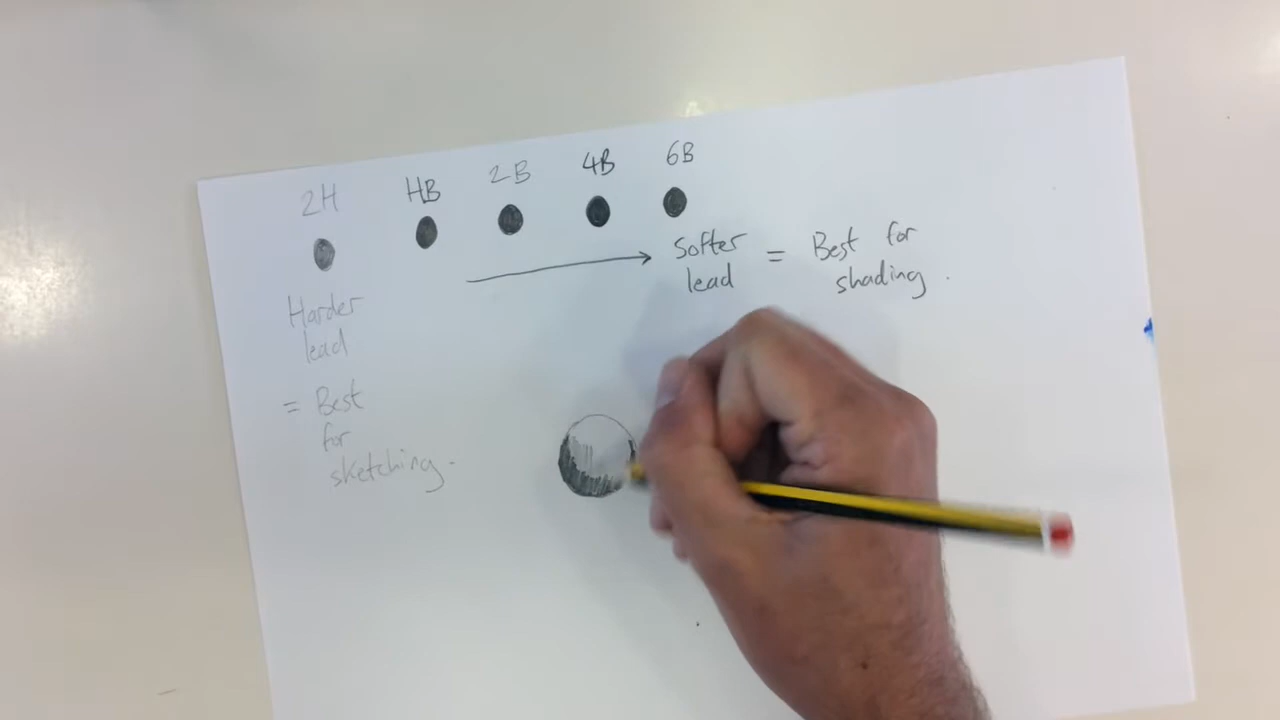 2H HB 2B 4B 6B
Softer = Best for
lead shading.
Harder
lead
= Best
for
sketching.